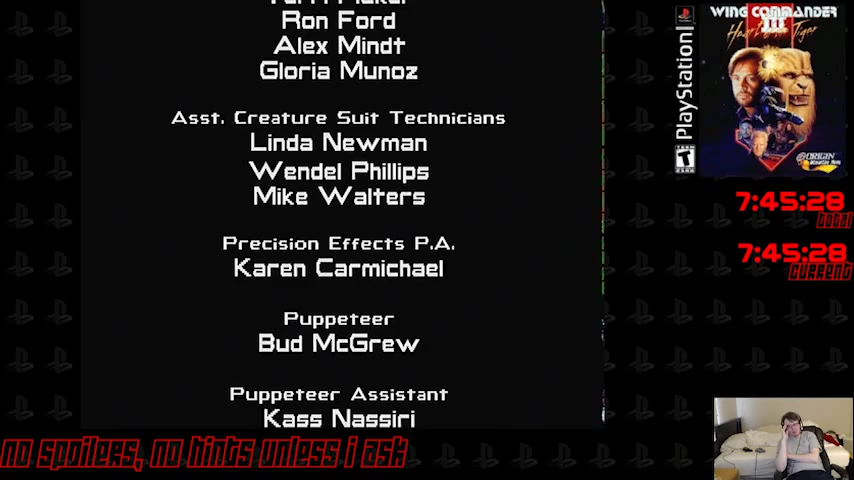 Ron Ford
Alex Mindt
Gloria Munoz
Asst. Creature Suit Technicians
Linda Newman
Wendel Phillips
Mike Walters
Precision Effects P.A.
Karen Carmichael
Puppeteer
Bud McGrew
Puppeteer Assistant
Kass Nassiri
no spoilers, no hints unless i ask
PlayStation
WING COMMANDER
III
Heart of the Tiger
TEEN
ORIGIN
7:45:28
total
7:45:28
current